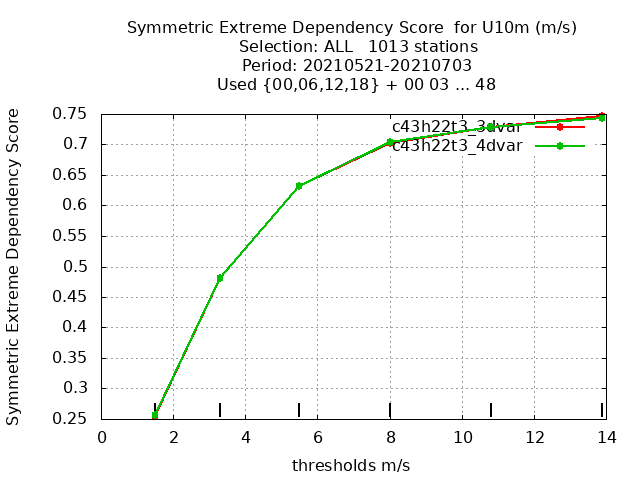 Symmetric Extreme Dependency Score  for U10m (m/s)
Selection: ALL   1013 stations
Period: 20210521-20210703
Used {00,06,12,18} + 00 03 ... 48
Symmetric Extreme Dependency Score
0.75
0.7
0.65
0.6
0.55
0.5
0.45
0.4
0.35
0.3
0.25
c43h22t3_3dvar
c43h22t3_4dvar
0 2 4 6 8 10 12 14
thresholds m/s